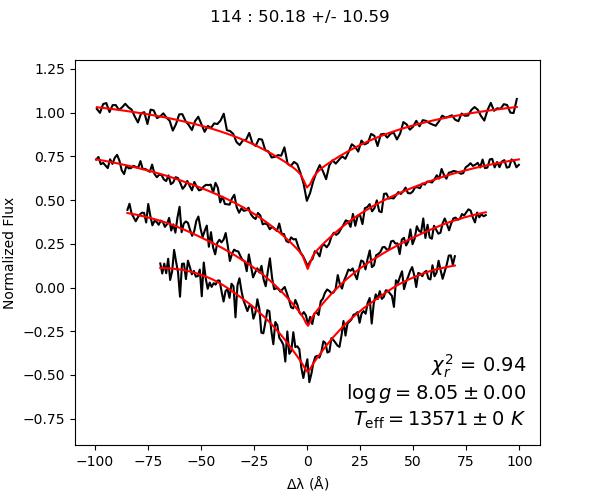 114 : 50.18 +/- 10.59
1.25
1.00
0.75
0.50
0.25
0.00
−0.25
−0.50
−0.75
Normalized Flux
χ²ᵣ = 0.94
log g = 8.05 ± 0.00
T_eff = 13571 ± 0 K
−100 −75 −50 −25 0 25 50 75 100
Δλ (Å)